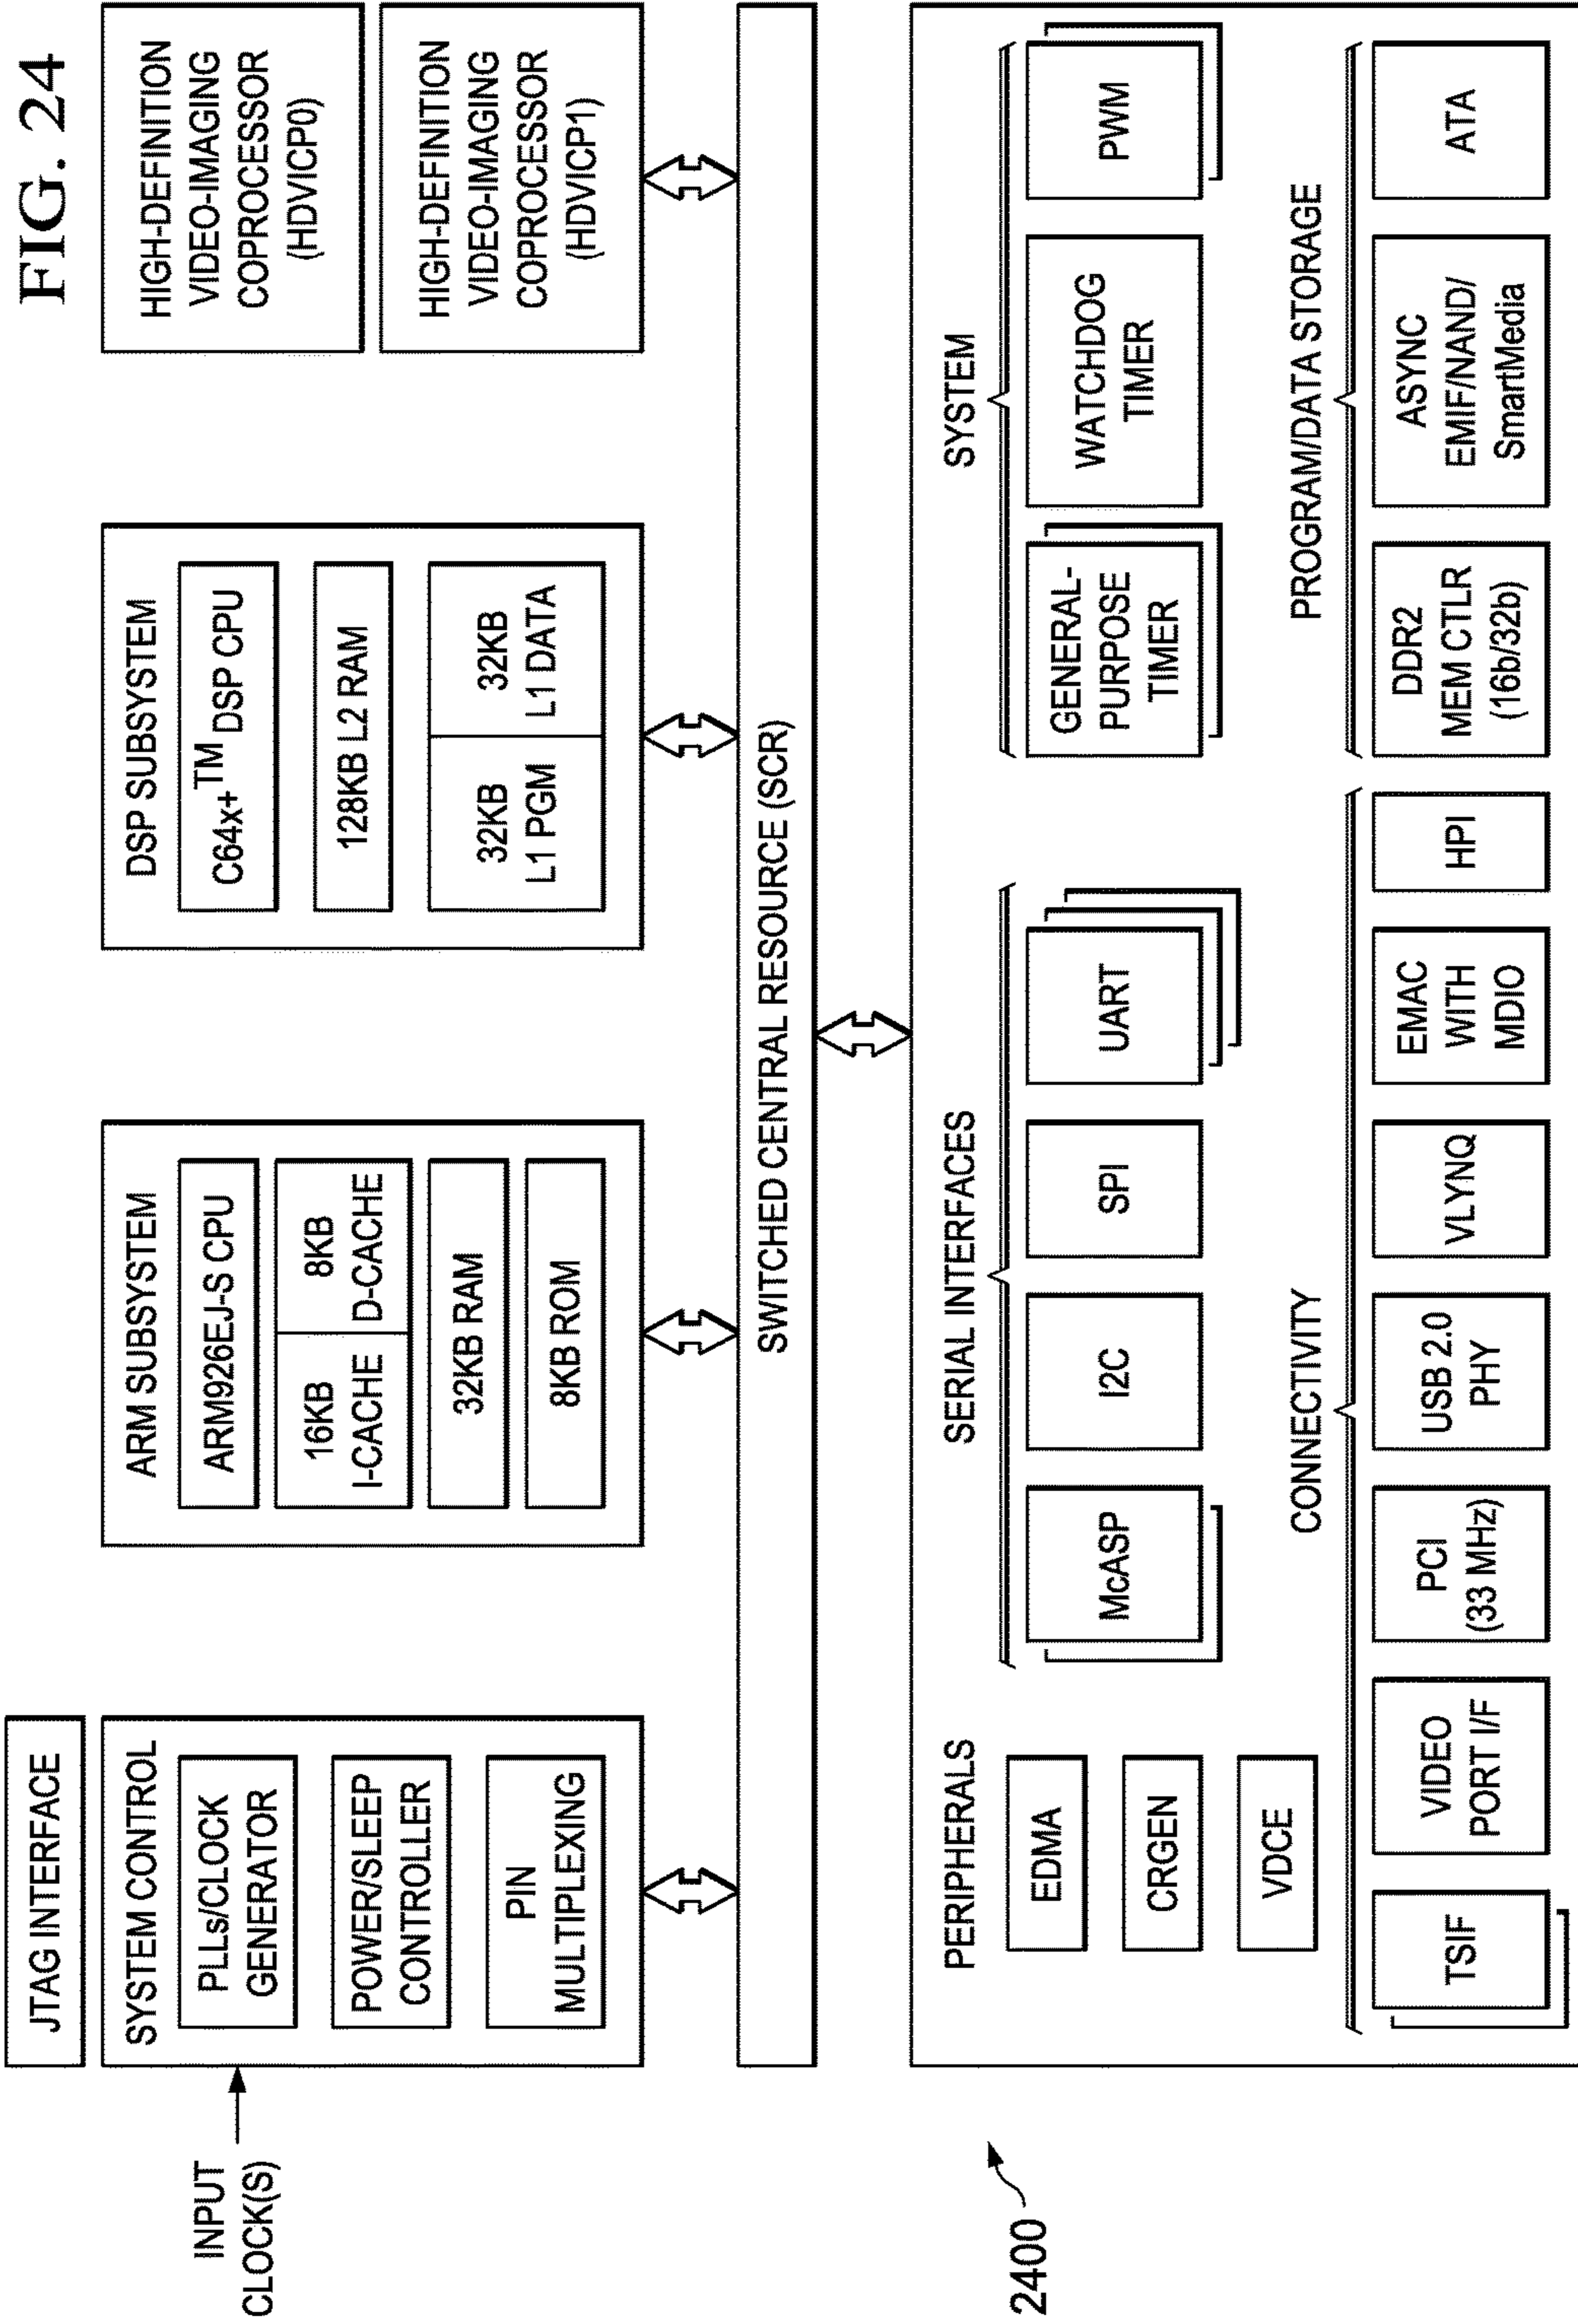 FIG. 24
JTAG INTERFACE
INPUT
CLOCK(S)
SYSTEM CONTROL
PLLs/CLOCK
GENERATOR
POWER/SLEEP
CONTROLLER
PIN
MULTIPLEXING
ARM SUBSYSTEM
ARM926EJ-S CPU
16KB
I-CACHE
8KB
D-CACHE
32KB RAM
8KB ROM
DSP SUBSYSTEM
C64x+TM DSP CPU
128KB L2 RAM
32KB
L1 PGM
32KB
L1 DATA
HIGH-DEFINITION
VIDEO-IMAGING
COPROCESSOR
(HDVICP0)
HIGH-DEFINITION
VIDEO-IMAGING
COPROCESSOR
(HDVICP1)
SWITCHED CENTRAL RESOURCE (SCR)
2400
PERIPHERALS
EDMA
CRGEN
VDCE
SERIAL INTERFACES
McASP
I2C
SPI
UART
SYSTEM
GENERAL-
PURPOSE
TIMER
WATCHDOG
TIMER
PWM
CONNECTIVITY
TSIF
VIDEO
PORT I/F
PCI
(33 MHz)
USB 2.0
PHY
VLYNQ
EMAC
WITH
MDIO
HPI
PROGRAM/DATA STORAGE
DDR2
MEM CTLR
(16b/32b)
ASYNC
EMIF/NAND/
SmartMedia
ATA